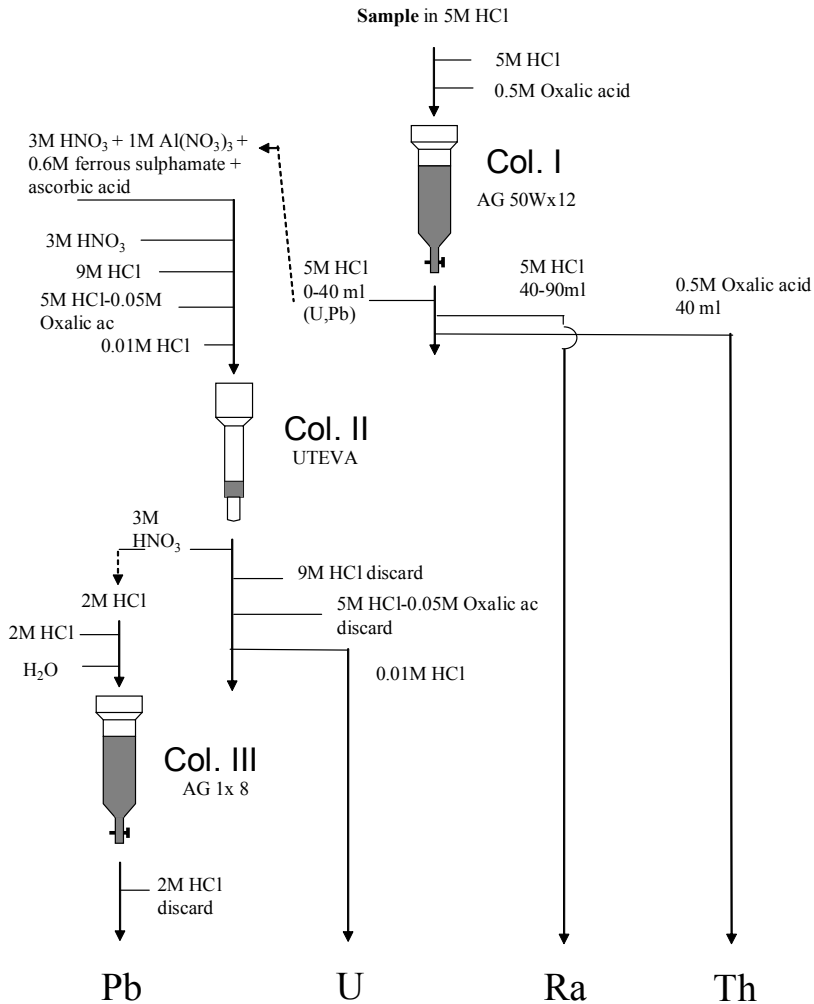 Sample in 5M HCl
5M HCl
0.5M Oxalic acid
3M HNO3 + 1M Al(NO3)3 +
0.6M ferrous sulphamate +
ascorbic acid
Col. I
AG 50Wx12
3M HNO3
9M HCl
5M HCl-0.05M
Oxalic ac
0.01M HCl
5M HCl
0-40 ml
(U,Pb)
5M HCl
40-90ml
0.5M Oxalic acid
40 ml
Col. II
UTEVA
3M
HNO3
9M HCl discard
5M HCl-0.05M Oxalic ac
discard
0.01M HCl
2M HCl
2M HCl
H2O
Col. III
AG 1x 8
2M HCl
discard
Pb
U
Ra
Th